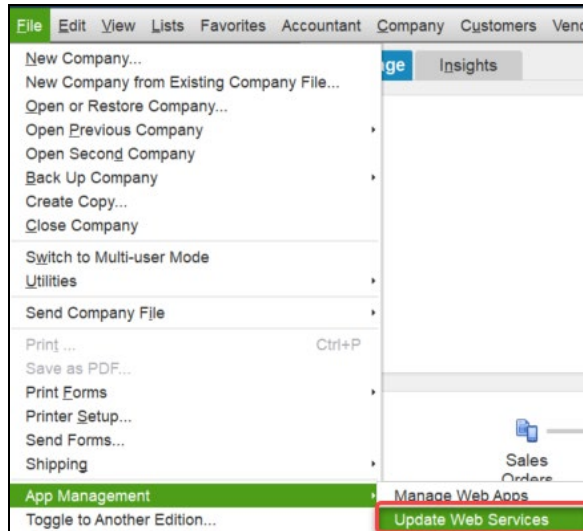 File Edit View Lists Favorites Accountant Company Customers Vend
New Company...
New Company from Existing Company File...
Open or Restore Company...
Open Previous Company
Open Second Company
Back Up Company
Create Copy...
Close Company
Switch to Multi-user Mode
Utilities
Send Company File
Print ... Ctrl+P
Save as PDF...
Print Forms
Printer Setup...
Send Forms...
Shipping
App Management
Toggle to Another Edition...
age Insights
Sales
Orders
Manage Web Apps
Update Web Services